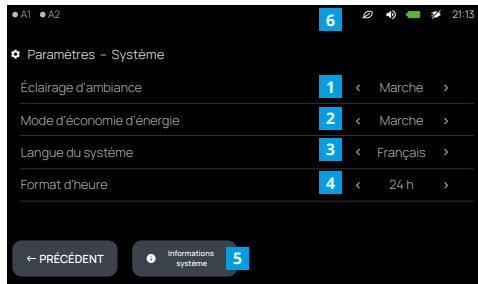 A1 A2 6 21:13
Paramètres – Système
Éclairage d'ambiance 1 < Marche >
Mode d'économie d'énergie 2 < Marche >
Langue du système 3 < Français >
Format d'heure 4 < 24 h >
← PRÉCÉDENT
Informations
système
5